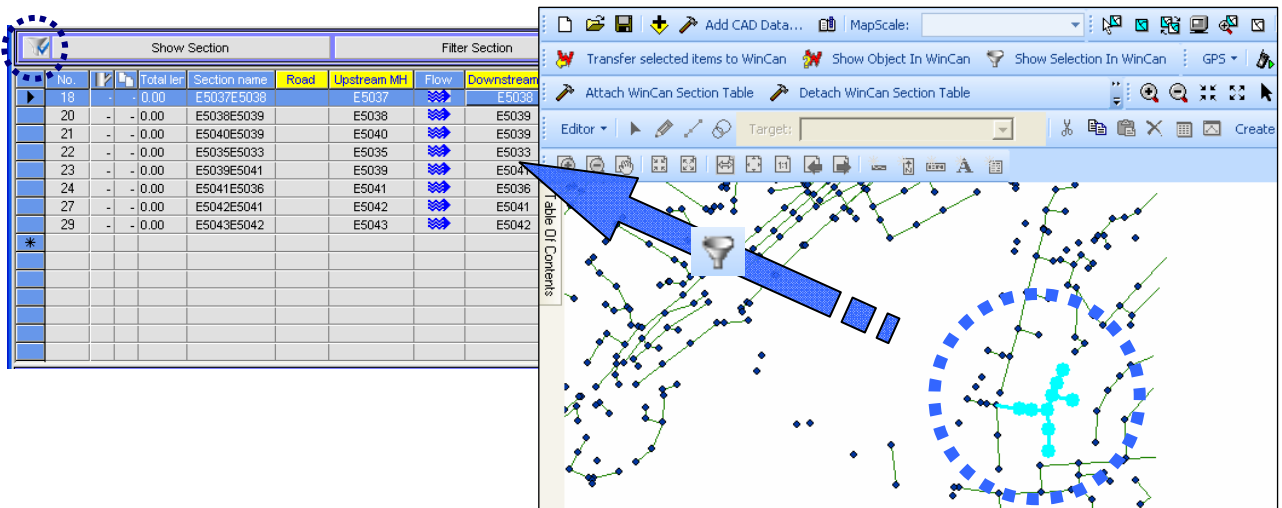 Show Section Filter Section
No. Total ler Section name Road Upstream MH Flow Downstream
18 - - 0.00 E5037E5038 E5037 E5038
20 - - 0.00 E5038E5039 E5038 E5039
21 - - 0.00 E5040E5039 E5040 E5039
22 - - 0.00 E5035E5033 E5035 E5033
23 - - 0.00 E5039E5041 E5039 E5041
24 - - 0.00 E5041E5036 E5041 E5036
27 - - 0.00 E5042E5041 E5042 E5041
29 - - 0.00 E5043E5042 E5043 E5042
Add CAD Data... MapScale:
Transfer selected items to WinCan Show Object In WinCan Show Selection In WinCan GPS
Attach WinCan Section Table Detach WinCan Section Table
Editor Target: Create
1:1 A
Table Of Contents